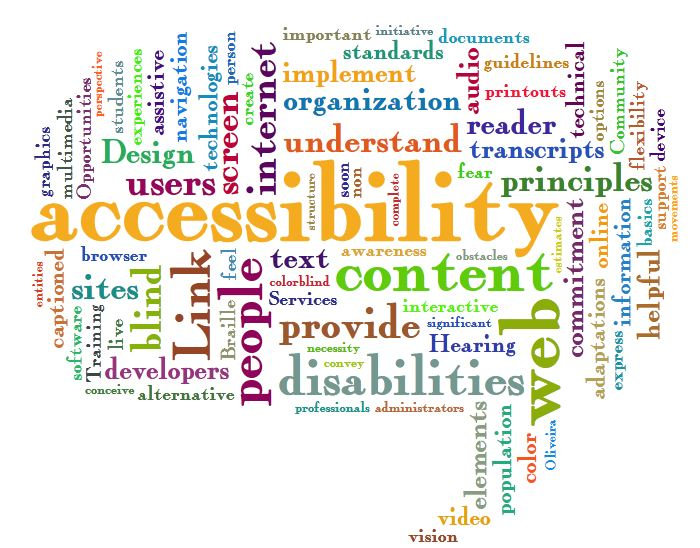 important
initiative
documents
standards
guidelines
implement
audio
printouts
technical
organization
options
Community
flexibility
device
understand
reader
transcripts
fear
principles
support
movements
basics
perspective
students
experiences
assistive
navigation
technologies
person
create
internet
screen
graphics
multimedia
Opportunities
Design
users
structure
soon
non
complete
accessibility
entities
captioned
browser
sites
software
Training
live
blind
Link
feel
Braille
people
text
colorblind
Services
awareness
obstacles
content
estimates
commitment
online
information
helpful
adaptations
express
provide
interactive
significant
Hearing
web
necessity
convey
developers
disabilities
conceive
alternative
professionals
administrators
elements
population
color
Oliveira
video
vision